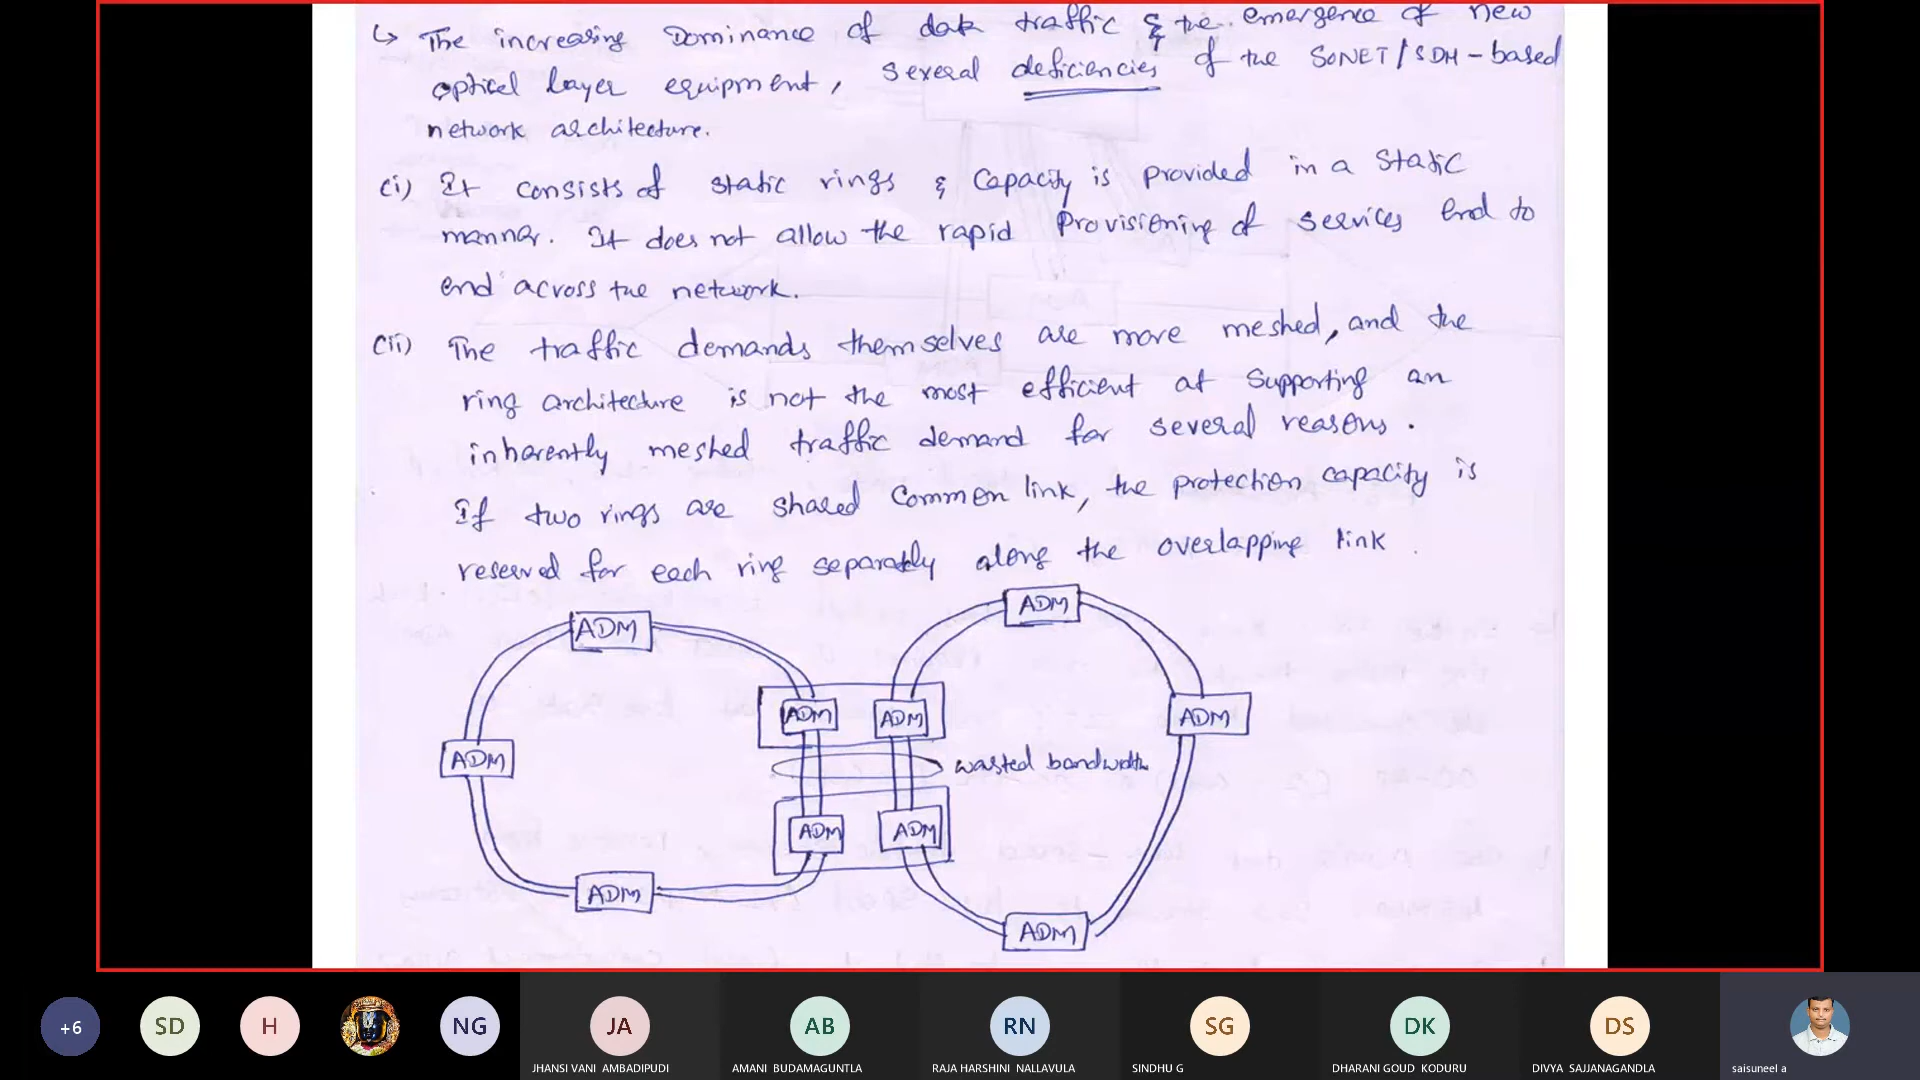 ↳ The increasing Dominance of data traffic & the emergence of new
optical layer equipment, several deficiencies of the SONET/SDH-based
network architecture.
(i) It consists of static rings & capacity is provided in a static
manner. It does not allow the rapid provisioning of services end to
end across the network.
(ii) The traffic demands themselves are more meshed, and the
ring architecture is not the most efficient at supporting an
inharently meshed traffic demand for several reasons.
If two rings are shared common link, the protection capacity is
reserved for each ring separately along the overlapping link.
ADM
ADM
ADM
ADM
ADM
ADM
wasted bandwidth
ADM
ADM
ADM
ADM
ADM
+6
SD
H
NG
JA
AB
RN
SG
DK
DS
JHANSI VANI AMBADIPUDI
AMANI BUDAMAGUNTLA
RAJA HARSHINI NALLAVULA
SINDHU G
DHARANI GOUD KODURU
DIVYA SAJJANAGANDLA
saisuneel a